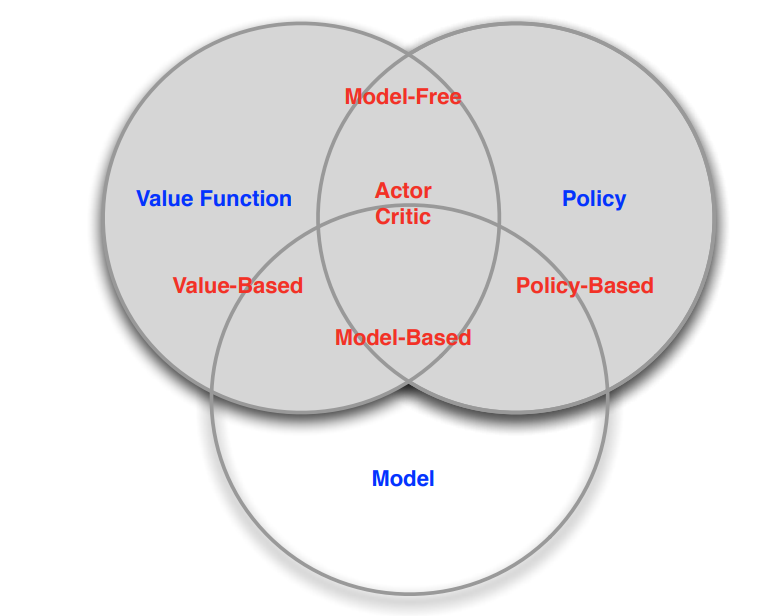 Model-Free
Value Function
Actor
Critic
Policy
Value-Based
Policy-Based
Model-Based
Model